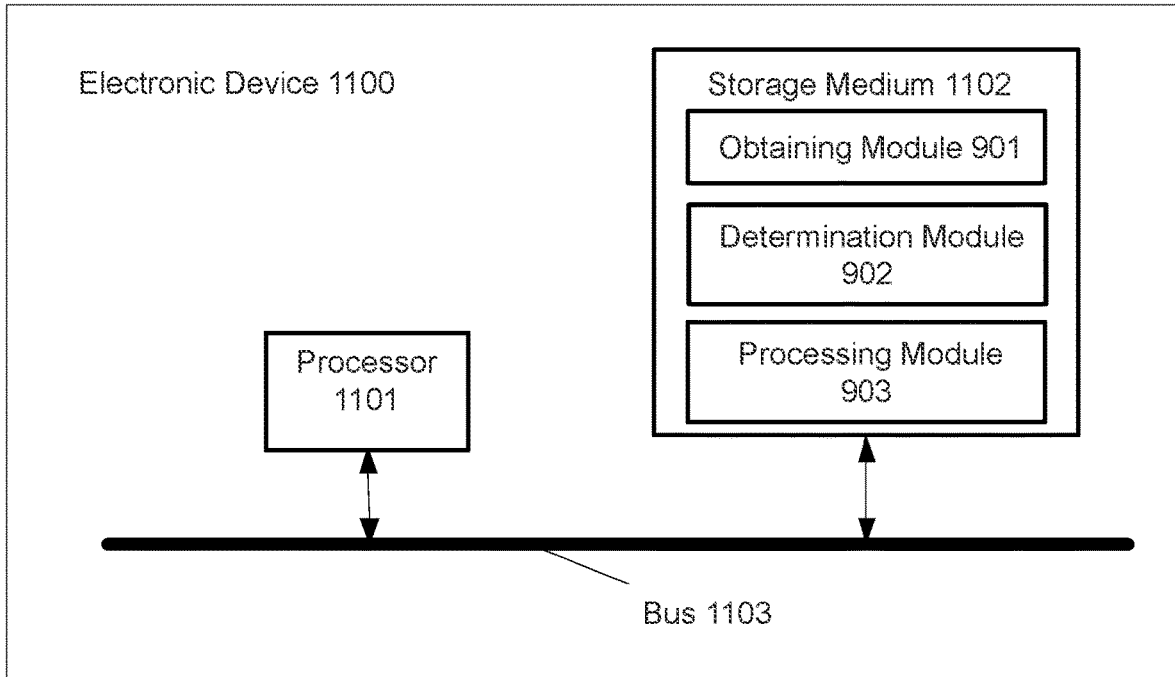 Electronic Device 1100
Storage Medium 1102
Obtaining Module 901
Determination Module
902
Processing Module
903
Processor
1101
Bus 1103